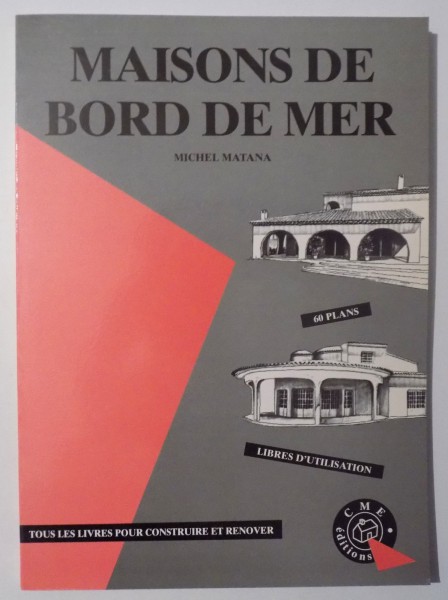 MAISONS DE
BORD DE MER
MICHEL MATANA
60 PLANS
LIBRES D'UTILISATION
TOUS LES LIVRES POUR CONSTRUIRE ET RENOVER
CME
éditions